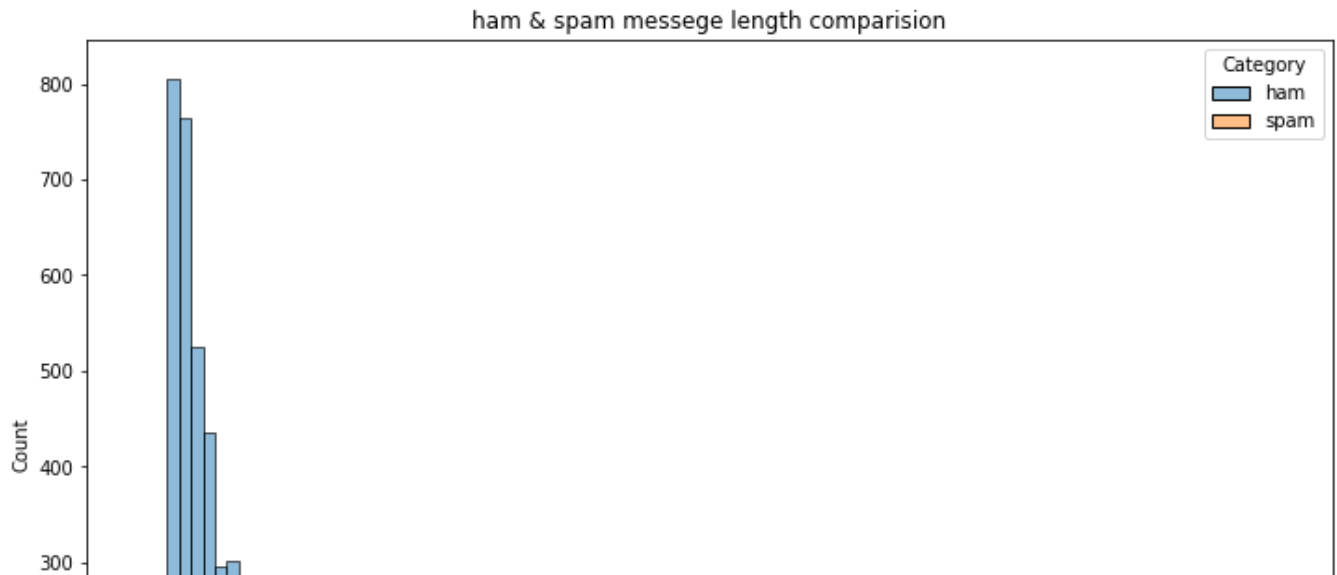 ham & spam messege length comparision
Category
ham
spam
800
700
600
500
400
300
Count